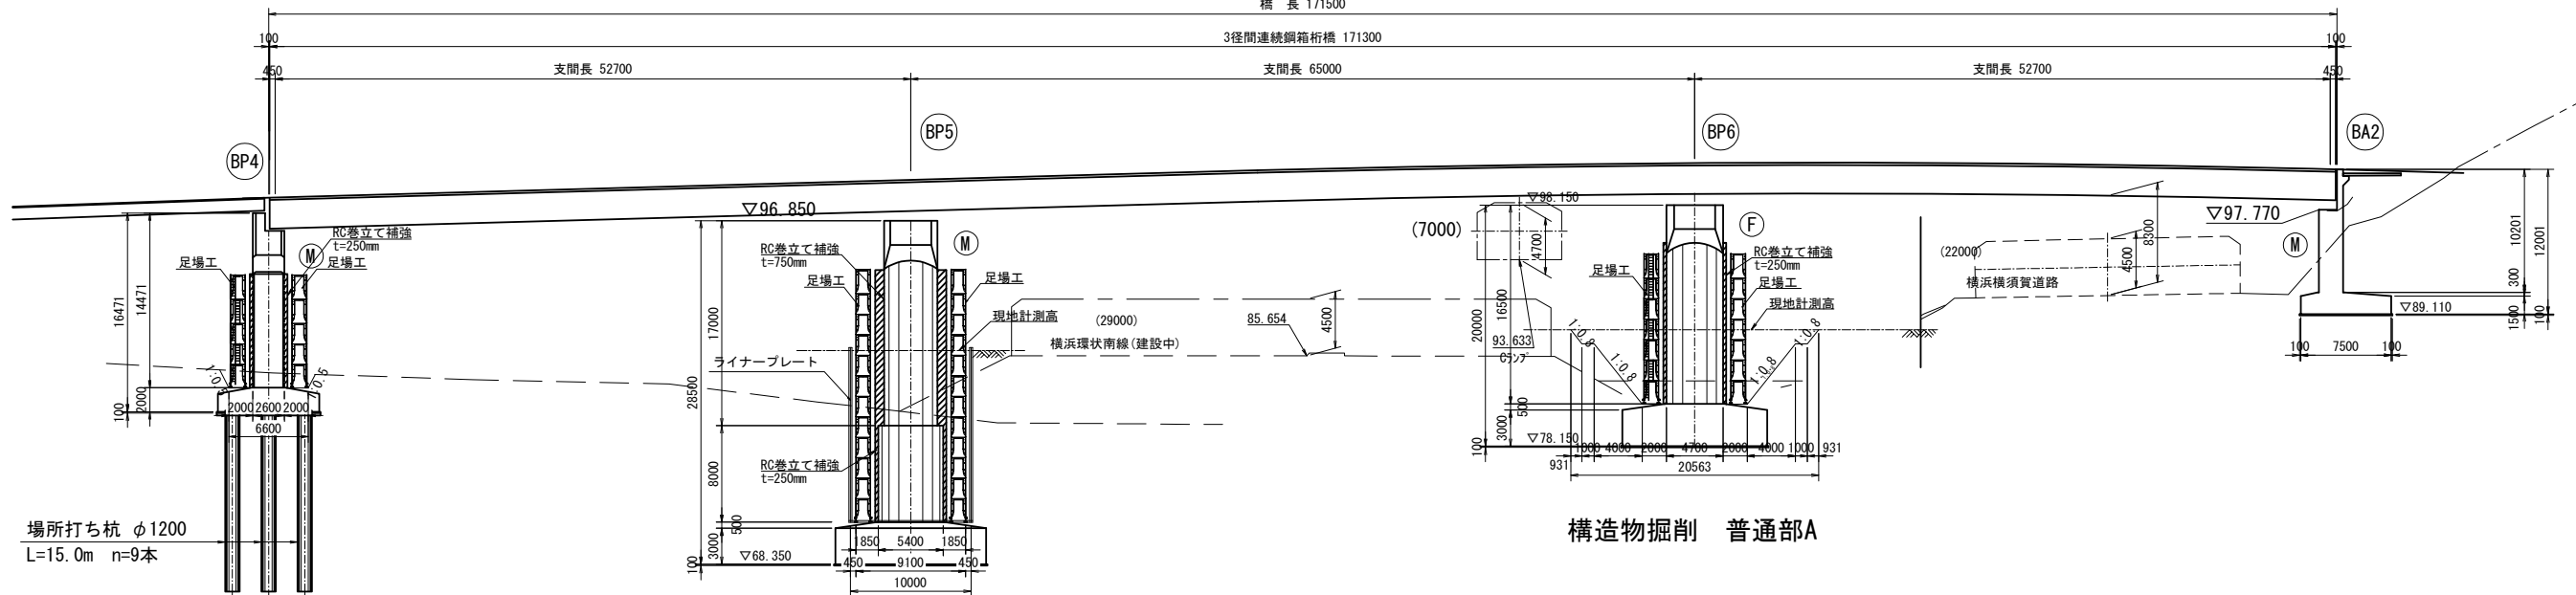 橋 長 171500
100
3径間連続鋼箱桁橋 171300
100
450
支間長 52700
支間長 65000
支間長 52700
450
BP4
BP5
BP6
BA2
▽96.850
▽98.150
▽97.770
(7000)
4700
8300
4500
(22000)
横浜横須賀道路
10201
12001
300
1500
100
▽89.110
100
7500
100
M
M
F
M
RC巻立て補強
t=250mm
足場工
足場工
16471
14471
2000
100
1:0.5
2000
2600
2000
6600
場所打ち杭 φ1200
L=15.0m n=9本
RC巻立て補強
t=750mm
足場工
足場工
現地計測高
ライナープレート
28500
17000
8000
500
3000
100
RC巻立て補強
t=250mm
▽68.350
1850
5400
1850
450
9100
450
10000
(29000)
横浜環状南線(建設中)
85.654
4500
20000
16500
500
3000
100
93.633
Cランプ
足場工
RC巻立て補強
t=250mm
足場工
現地計測高
1:0.8
1:0.8
1:0.8
1:0.8
▽78.150
931
1000
4000
2000
4700
2000
4000
1000
931
20563
構造物掘削 普通部A